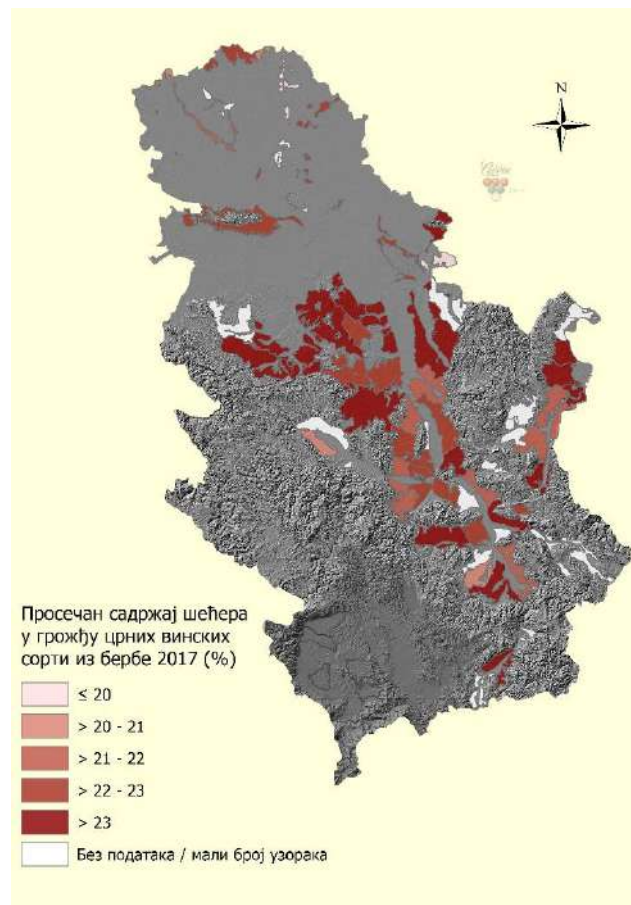 N
Просечан садржај шећера
у грожђу црних винских
сорти из бербе 2017 (%)
≤ 20
> 20 - 21
> 21 - 22
> 22 - 23
> 23
Без података / мали број узорака